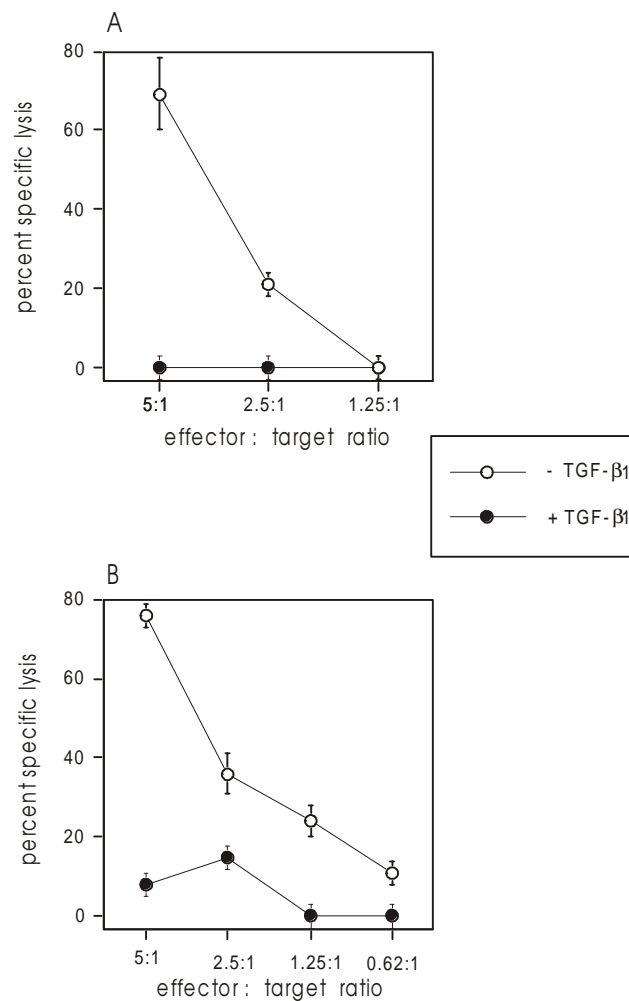 A
80
60
40
20
0
percent specific lysis
5:1 2.5:1 1.25:1
effector : target ratio
- TGF-β1
+ TGF-β1
B
80
60
40
20
0
percent specific lysis
5:1 2.5:1 1.25:1 0.62:1
effector : target ratio